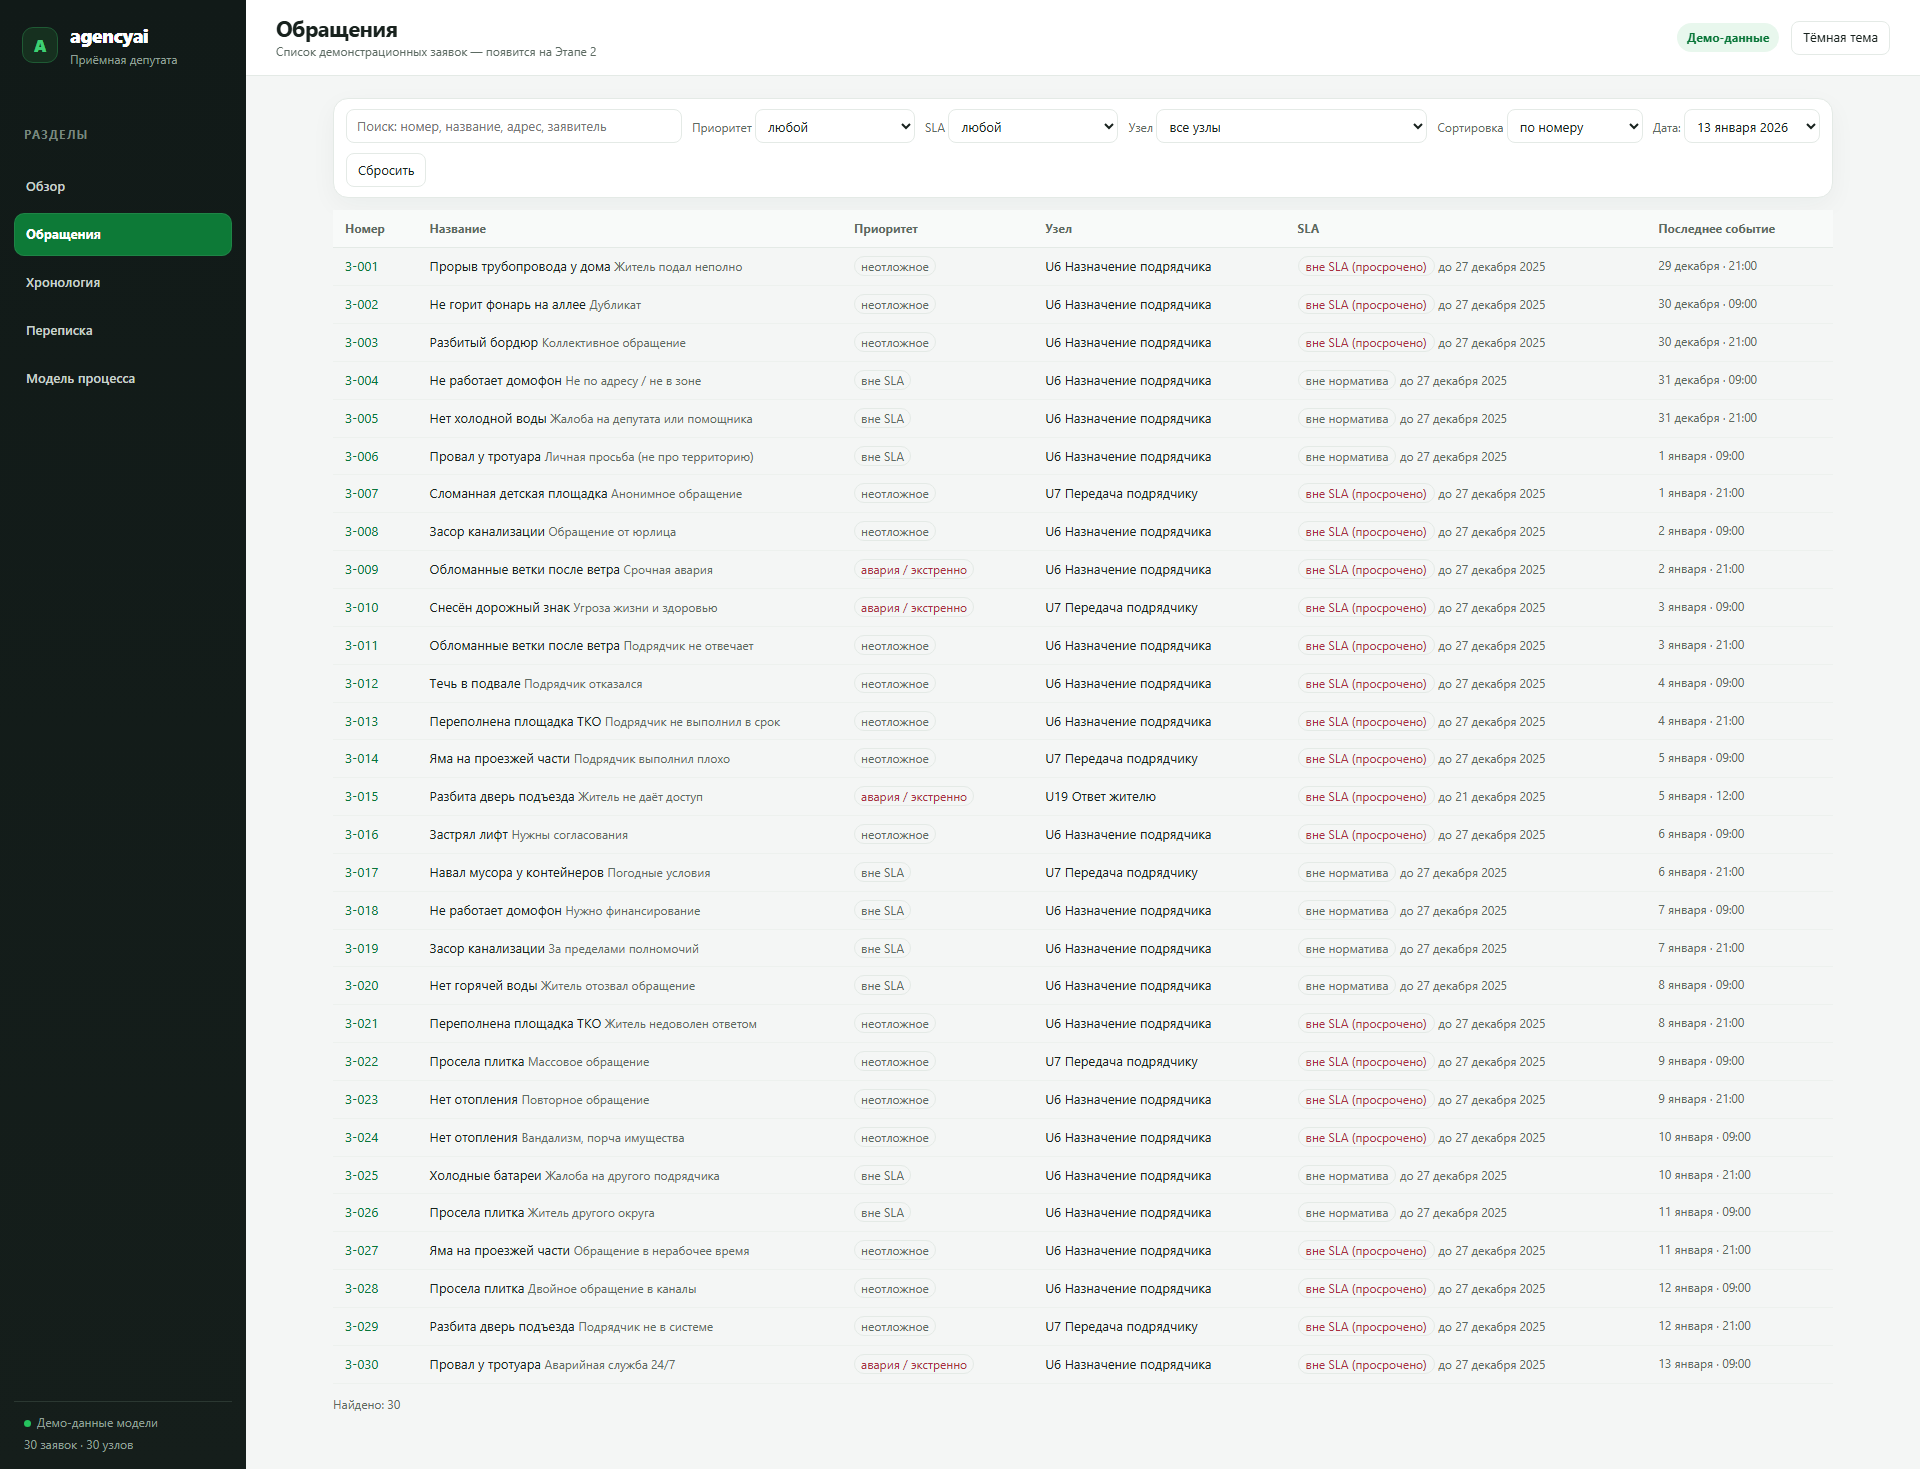 A
agencyai
Приёмная депутата
РАЗДЕЛЫ
Обзор
Обращения
Хронология
Переписка
Модель процесса
Демо-данные модели
30 заявок · 30 узлов
Обращения
Список демонстрационных заявок — появится на Этапе 2
Демо-данные
Тёмная тема
Поиск: номер, название, адрес, заявитель
Приоритет любой SLA любой Узел все узлы Сортировка по номеру Дата: 13 января 2026
Сбросить
Номер Название Приоритет Узел SLA Последнее событие
З-001 Прорыв трубопровода у дома Житель подал неполно неотложное U6 Назначение подрядчика вне SLA (просрочено) до 27 декабря 2025 29 декабря · 21:00
З-002 Не горит фонарь на аллее Дубликат неотложное U6 Назначение подрядчика вне SLA (просрочено) до 27 декабря 2025 30 декабря · 09:00
З-003 Разбитый бордюр Коллективное обращение неотложное U6 Назначение подрядчика вне SLA (просрочено) до 27 декабря 2025 30 декабря · 21:00
З-004 Не работает домофон Не по адресу / не в зоне вне SLA U6 Назначение подрядчика вне норматива до 27 декабря 2025 31 декабря · 09:00
З-005 Нет холодной воды Жалоба на депутата или помощника вне SLA U6 Назначение подрядчика вне норматива до 27 декабря 2025 31 декабря · 21:00
З-006 Провал у тротуара Личная просьба (не про территорию) вне SLA U6 Назначение подрядчика вне норматива до 27 декабря 2025 1 января · 09:00
З-007 Сломанная детская площадка Анонимное обращение неотложное U7 Передача подрядчику вне SLA (просрочено) до 27 декабря 2025 1 января · 21:00
З-008 Засор канализации Обращение от юрлица неотложное U6 Назначение подрядчика вне SLA (просрочено) до 27 декабря 2025 2 января · 09:00
З-009 Обломанные ветки после ветра Срочная авария авария / экстренно U6 Назначение подрядчика вне SLA (просрочено) до 27 декабря 2025 2 января · 21:00
З-010 Снесён дорожный знак Угроза жизни и здоровью авария / экстренно U7 Передача подрядчику вне SLA (просрочено) до 27 декабря 2025 3 января · 09:00
З-011 Обломанные ветки после ветра Подрядчик не отвечает неотложное U6 Назначение подрядчика вне SLA (просрочено) до 27 декабря 2025 3 января · 21:00
З-012 Течь в подвале Подрядчик отказался неотложное U6 Назначение подрядчика вне SLA (просрочено) до 27 декабря 2025 4 января · 09:00
З-013 Переполнена площадка ТКО Подрядчик не выполнил в срок неотложное U6 Назначение подрядчика вне SLA (просрочено) до 27 декабря 2025 4 января · 21:00
З-014 Яма на проезжей части Подрядчик выполнил плохо неотложное U7 Передача подрядчику вне SLA (просрочено) до 27 декабря 2025 5 января · 09:00
З-015 Разбита дверь подъезда Житель не даёт доступ авария / экстренно U19 Ответ жителю вне SLA (просрочено) до 21 декабря 2025 5 января · 12:00
З-016 Застрял лифт Нужны согласования неотложное U6 Назначение подрядчика вне SLA (просрочено) до 27 декабря 2025 6 января · 09:00
З-017 Навал мусора у контейнеров Погодные условия вне SLA U7 Передача подрядчику вне норматива до 27 декабря 2025 6 января · 21:00
З-018 Не работает домофон Нужно финансирование вне SLA U6 Назначение подрядчика вне норматива до 27 декабря 2025 7 января · 09:00
З-019 Засор канализации За пределами полномочий вне SLA U6 Назначение подрядчика вне норматива до 27 декабря 2025 7 января · 21:00
З-020 Нет горячей воды Житель отозвал обращение вне SLA U6 Назначение подрядчика вне норматива до 27 декабря 2025 8 января · 09:00
З-021 Переполнена площадка ТКО Житель недоволен ответом неотложное U6 Назначение подрядчика вне SLA (просрочено) до 27 декабря 2025 8 января · 21:00
З-022 Просела плитка Массовое обращение неотложное U7 Передача подрядчику вне SLA (просрочено) до 27 декабря 2025 9 января · 09:00
З-023 Нет отопления Повторное обращение неотложное U6 Назначение подрядчика вне SLA (просрочено) до 27 декабря 2025 9 января · 21:00
З-024 Нет отопления Вандализм, порча имущества неотложное U6 Назначение подрядчика вне SLA (просрочено) до 27 декабря 2025 10 января · 09:00
З-025 Холодные батареи Жалоба на другого подрядчика вне SLA U6 Назначение подрядчика вне норматива до 27 декабря 2025 10 января · 21:00
З-026 Просела плитка Житель другого округа вне SLA U6 Назначение подрядчика вне норматива до 27 декабря 2025 11 января · 09:00
З-027 Яма на проезжей части Обращение в нерабочее время неотложное U6 Назначение подрядчика вне SLA (просрочено) до 27 декабря 2025 11 января · 21:00
З-028 Просела плитка Двойное обращение в каналы неотложное U6 Назначение подрядчика вне SLA (просрочено) до 27 декабря 2025 12 января · 09:00
З-029 Разбита дверь подъезда Подрядчик не в системе неотложное U7 Передача подрядчику вне SLA (просрочено) до 27 декабря 2025 12 января · 21:00
З-030 Провал у тротуара Аварийная служба 24/7 авария / экстренно U6 Назначение подрядчика вне SLA (просрочено) до 27 декабря 2025 13 января · 09:00
Найдено: 30